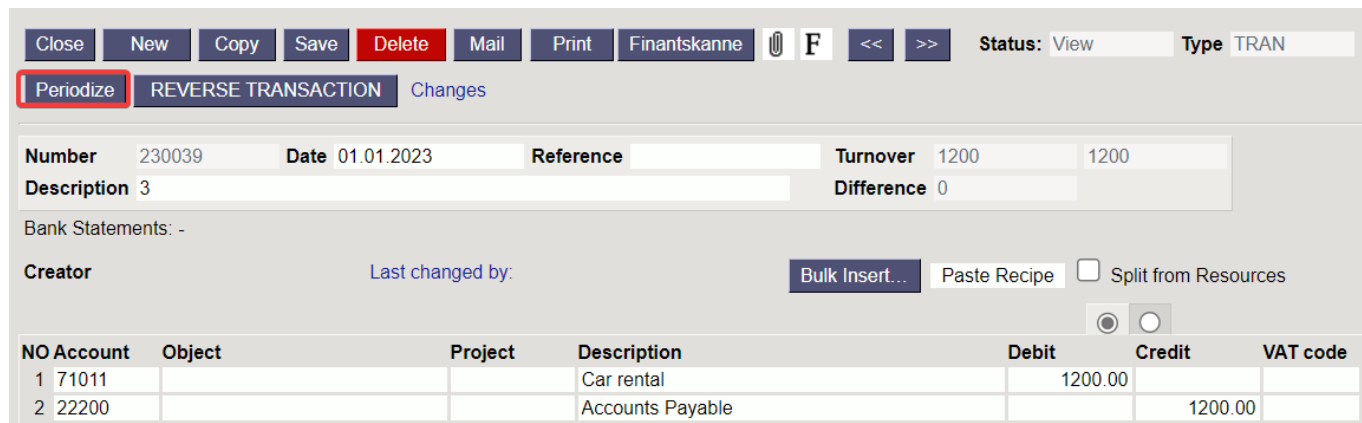 Close New Copy Save Delete Mail Print Finantskanne F << >> Status: View Type TRAN
Periodize REVERSE TRANSACTION Changes
Number 230039 Date 01.01.2023 Reference Turnover 1200 1200
Description 3 Difference 0
Bank Statements: -
Creator Last changed by: Bulk Insert... Paste Recipe Split from Resources
NO Account Object Project Description Debit Credit VAT code
1 71011 Car rental 1200.00
2 22200 Accounts Payable 1200.00